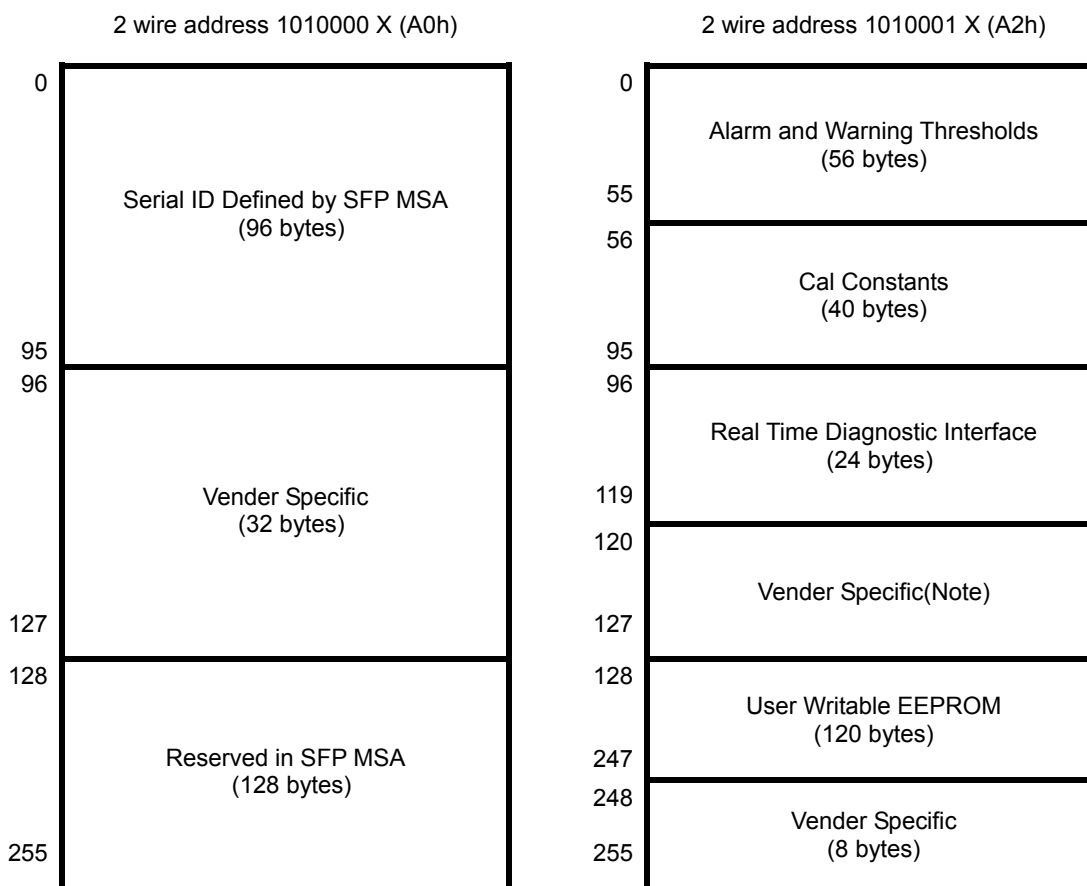 2 wire address 1010000 X (A0h)
0
Serial ID Defined by SFP MSA
(96 bytes)
95
96
Vender Specific
(32 bytes)
127
128
Reserved in SFP MSA
(128 bytes)
255
2 wire address 1010001 X (A2h)
0
Alarm and Warning Thresholds
(56 bytes)
55
56
Cal Constants
(40 bytes)
95
96
Real Time Diagnostic Interface
(24 bytes)
119
120
Vender Specific(Note)
127
128
User Writable EEPROM
(120 bytes)
247
248
Vender Specific
(8 bytes)
255